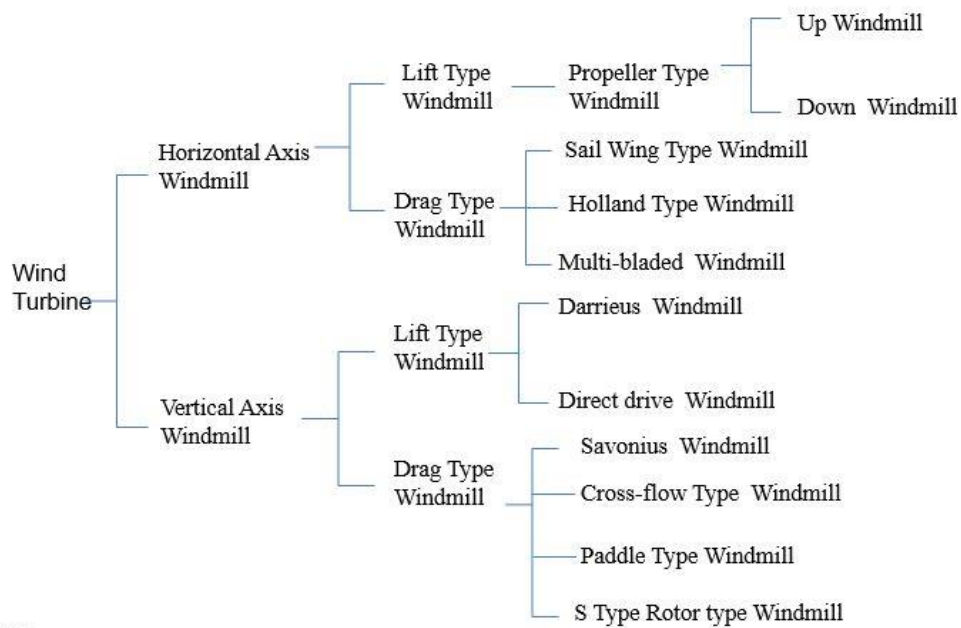 Up Windmill
Lift Type
Windmill
Propeller Type
Windmill
Down Windmill
Horizontal Axis
Windmill
Sail Wing Type Windmill
Drag Type
Windmill
Holland Type Windmill
Multi-bladed Windmill
Wind
Turbine
Darrieus Windmill
Lift Type
Windmill
Direct drive Windmill
Vertical Axis
Windmill
Savonius Windmill
Drag Type
Windmill
Cross-flow Type Windmill
Paddle Type Windmill
S Type Rotor type Windmill